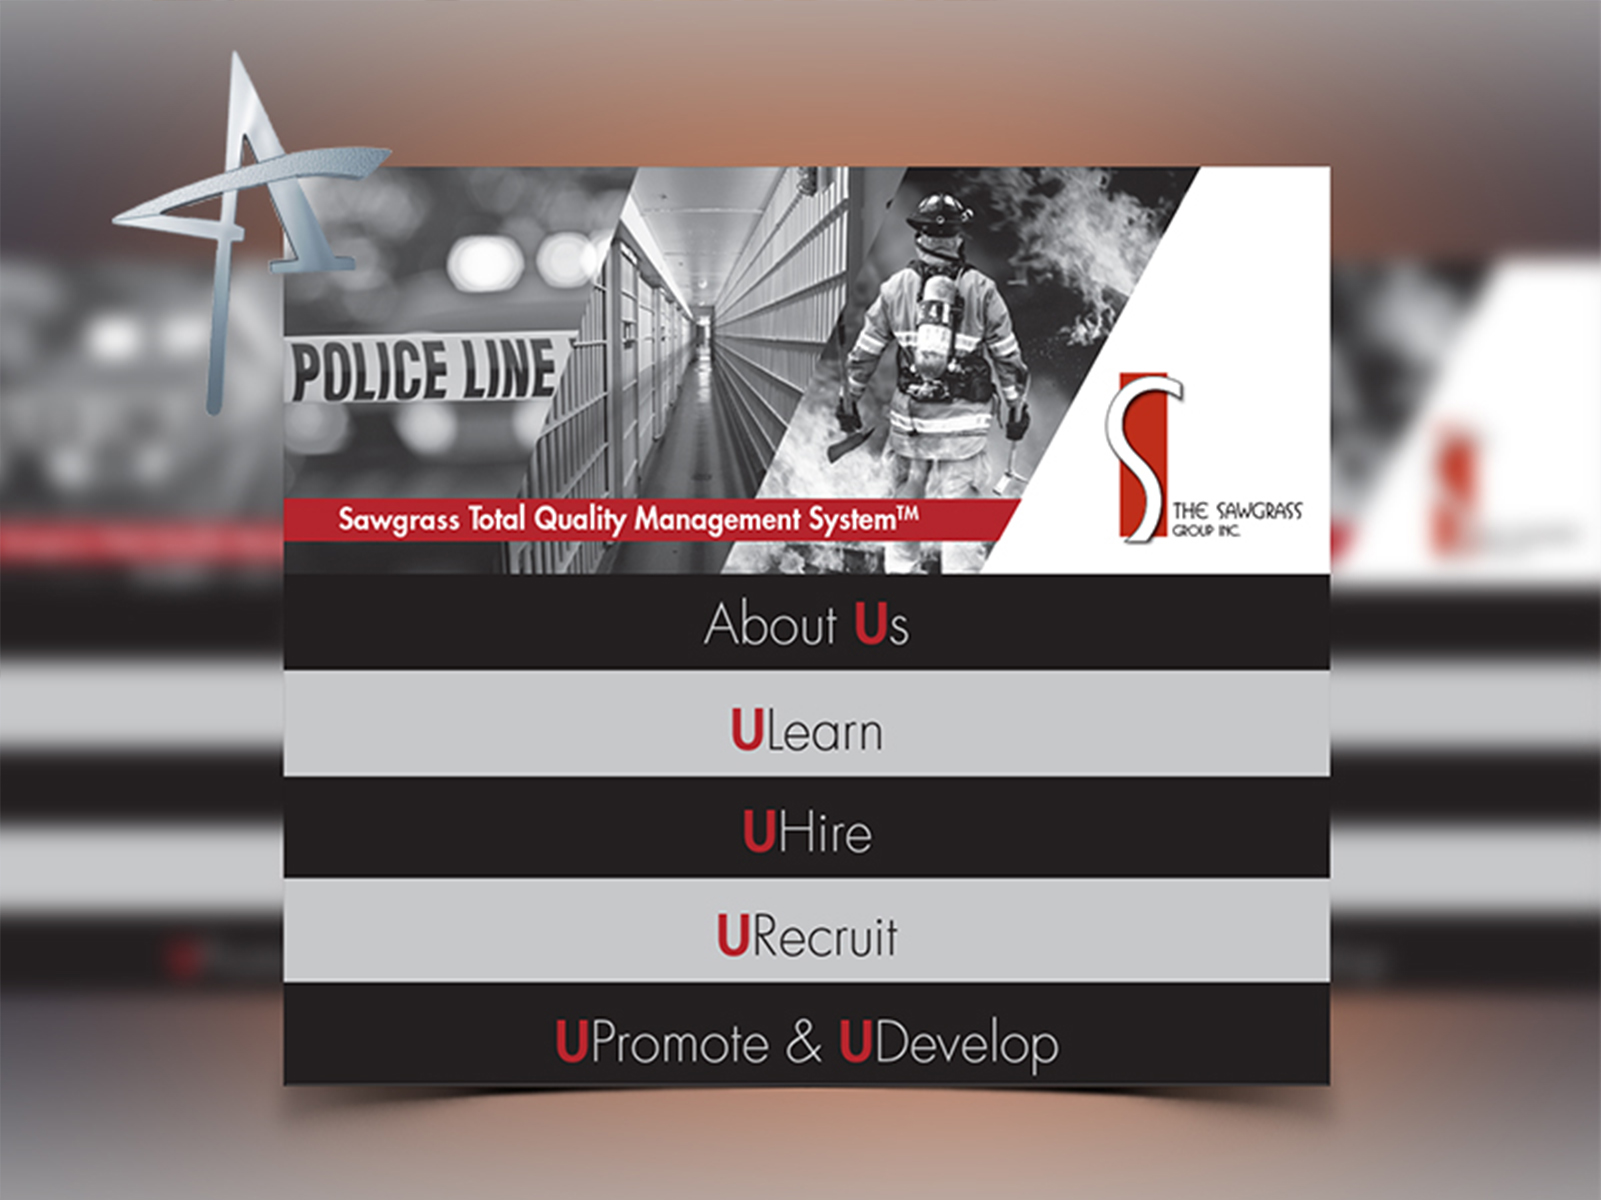 POLICE LINE
Sawgrass Total Quality Management System™
THE SAWGRASS
GROUP INC.
About Us
ULearn
UHire
URecruit
UPromote & UDevelop